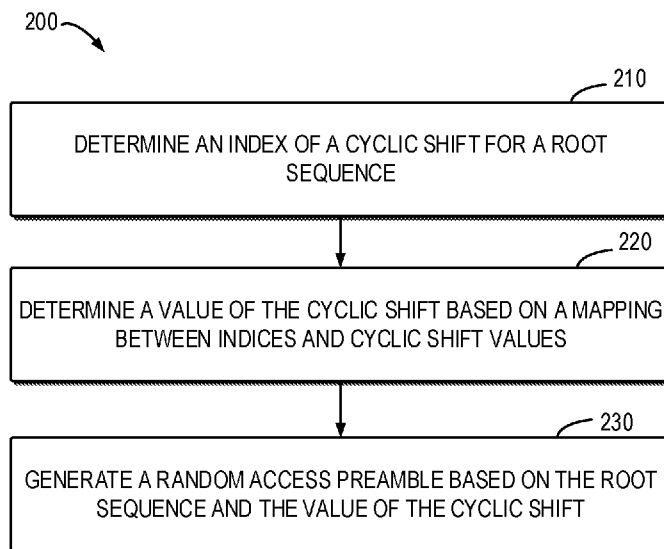 200
210
DETERMINE AN INDEX OF A CYCLIC SHIFT FOR A ROOT
SEQUENCE
220
DETERMINE A VALUE OF THE CYCLIC SHIFT BASED ON A MAPPING
BETWEEN INDICES AND CYCLIC SHIFT VALUES
230
GENERATE A RANDOM ACCESS PREAMBLE BASED ON THE ROOT
SEQUENCE AND THE VALUE OF THE CYCLIC SHIFT